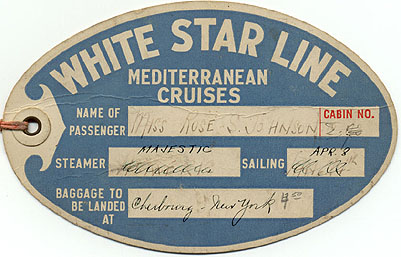 WHITE STAR LINE
MEDITERRANEAN
CRUISES
NAME OF PASSENGER MISS ROSE S. JOHNSON CABIN NO.
STEAMER MAJESTIC SAILING APR 8
BAGGAGE TO BE LANDED AT Cherbourg - New York